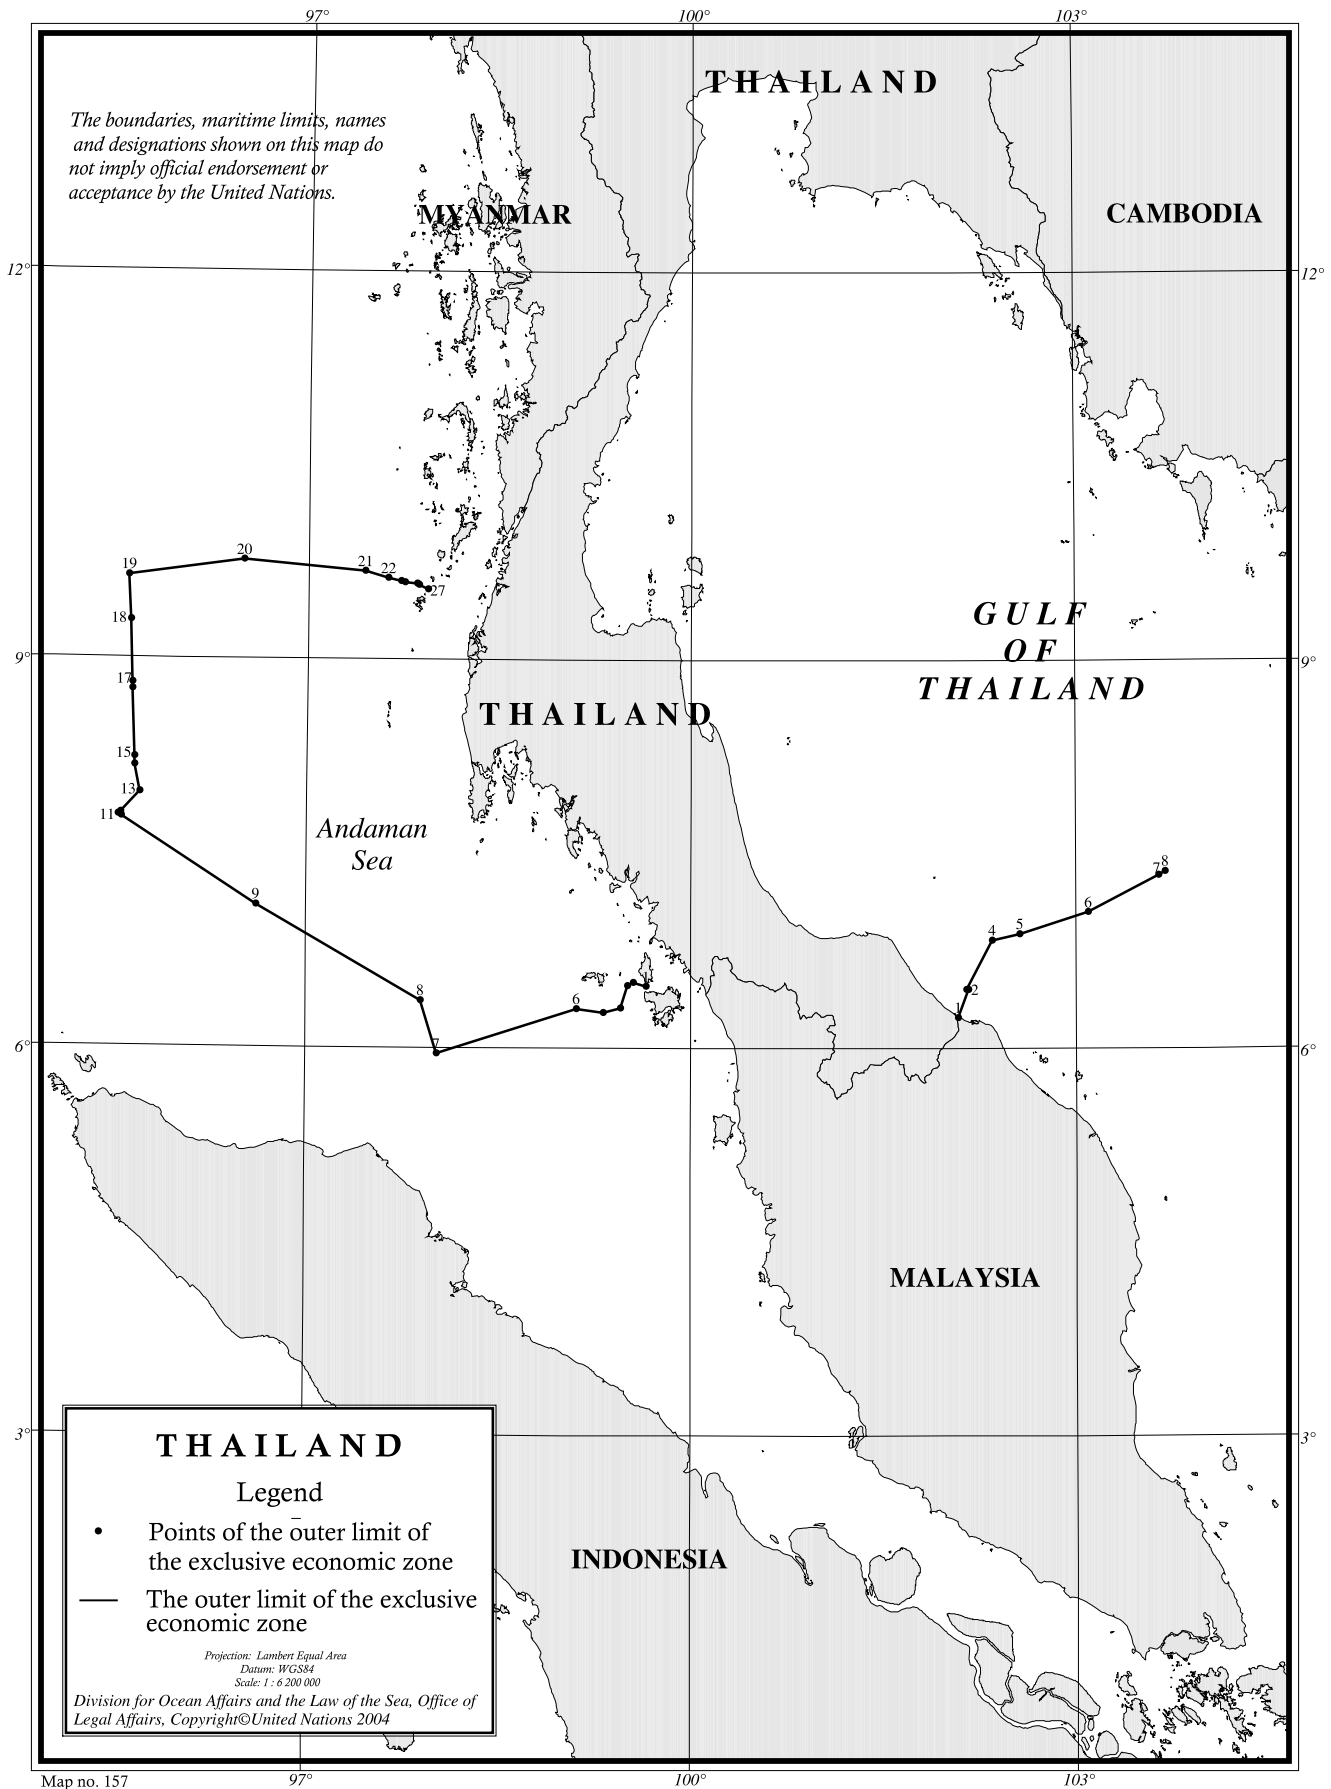 97° 100° 103°
THAILAND
The boundaries, maritime limits, names
and designations shown on this map do
not imply official endorsement or
acceptance by the United Nations.
MYANMAR
CAMBODIA
12° 12°
19
20
21
22
27
18
GULF
OF
THAILAND
9° 9°
17
THAILAND
15
13
11
Andaman
Sea
9
8
7
6
5
4
8
6
1
2
1
7
6° 6°
MALAYSIA
3° 3°
THAILAND
Legend
Points of the outer limit of
the exclusive economic zone
The outer limit of the exclusive
economic zone
Projection: Lambert Equal Area
Datum: WGS84
Scale: 1 : 6 200 000
Division for Ocean Affairs and the Law of the Sea, Office of
Legal Affairs, Copyright©United Nations 2004
INDONESIA
Map no. 157
97° 100° 103°